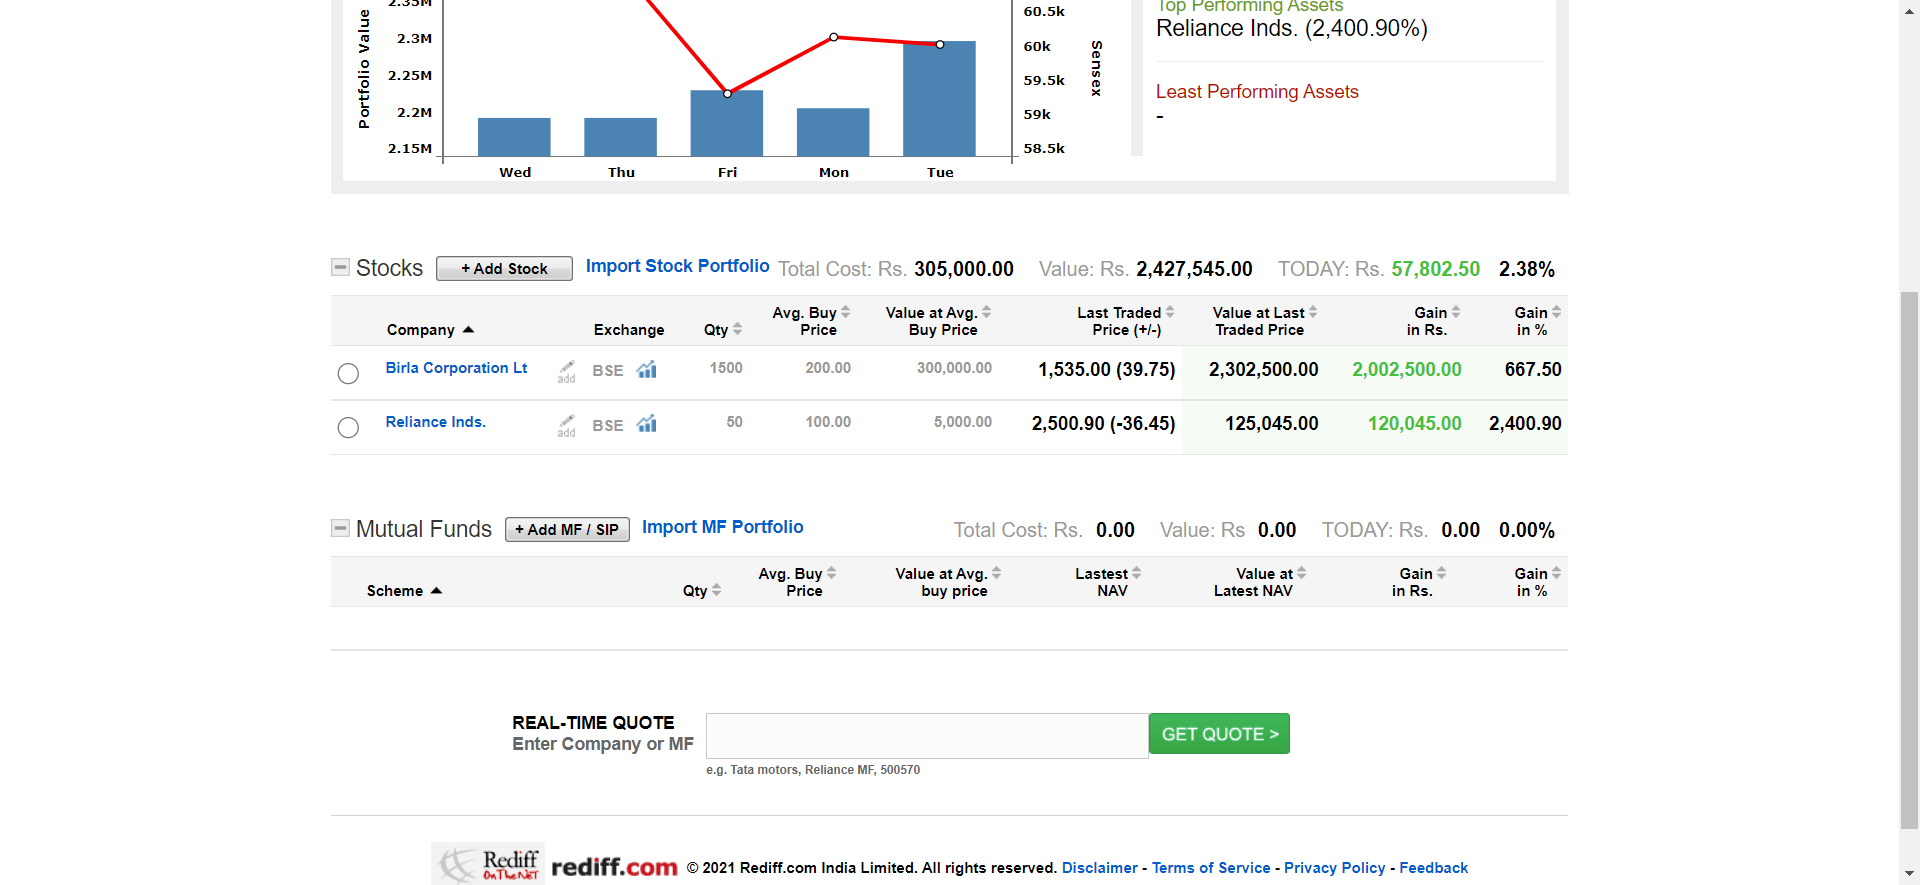 Top Performing Assets
Reliance Inds. (2,400.90%)
Least Performing Assets
-
Portfolio Value
2.35M
2.3M
2.25M
2.2M
2.15M
60.5k
60k
59.5k
59k
58.5k
Sensex
Wed Thu Fri Mon Tue
Stocks + Add Stock Import Stock Portfolio Total Cost: Rs. 305,000.00 Value: Rs. 2,427,545.00 TODAY: Rs. 57,802.50 2.38%
Company Exchange Qty Avg. Buy Price Value at Avg. Buy Price Last Traded Price (+/-) Value at Last Traded Price Gain in Rs. Gain in %
Birla Corporation Lt add BSE 1500 200.00 300,000.00 1,535.00 (39.75) 2,302,500.00 2,002,500.00 667.50
Reliance Inds. add BSE 50 100.00 5,000.00 2,500.90 (-36.45) 125,045.00 120,045.00 2,400.90
Mutual Funds + Add MF / SIP Import MF Portfolio Total Cost: Rs. 0.00 Value: Rs 0.00 TODAY: Rs. 0.00 0.00%
Scheme Qty Avg. Buy Price Value at Avg. buy price Lastest NAV Value at Latest NAV Gain in Rs. Gain in %
REAL-TIME QUOTE
Enter Company or MF
GET QUOTE >
e.g. Tata motors, Reliance MF, 500570
Rediff On The NeT rediff.com © 2021 Rediff.com India Limited. All rights reserved. Disclaimer - Terms of Service - Privacy Policy - Feedback